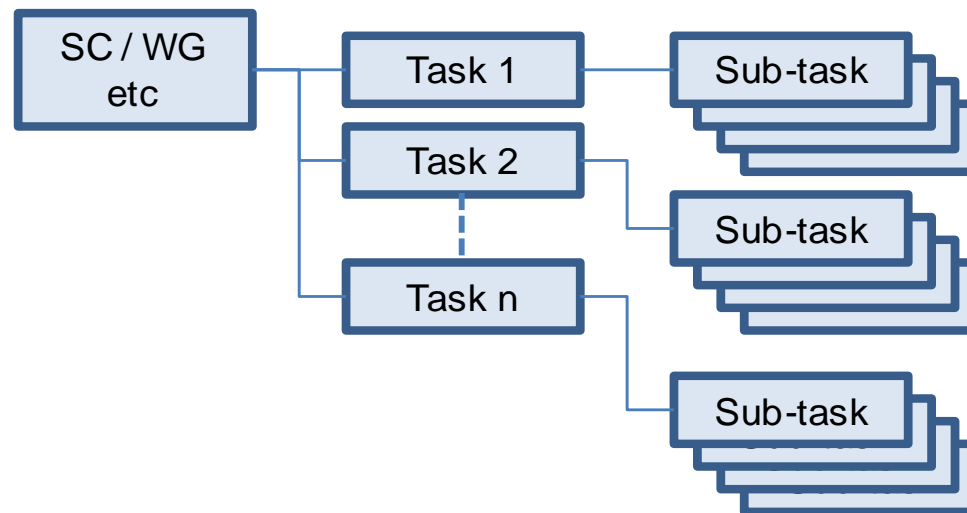 SC / WG
etc
Task 1
Sub-task
Task 2
Sub-task
Task n
Sub-task